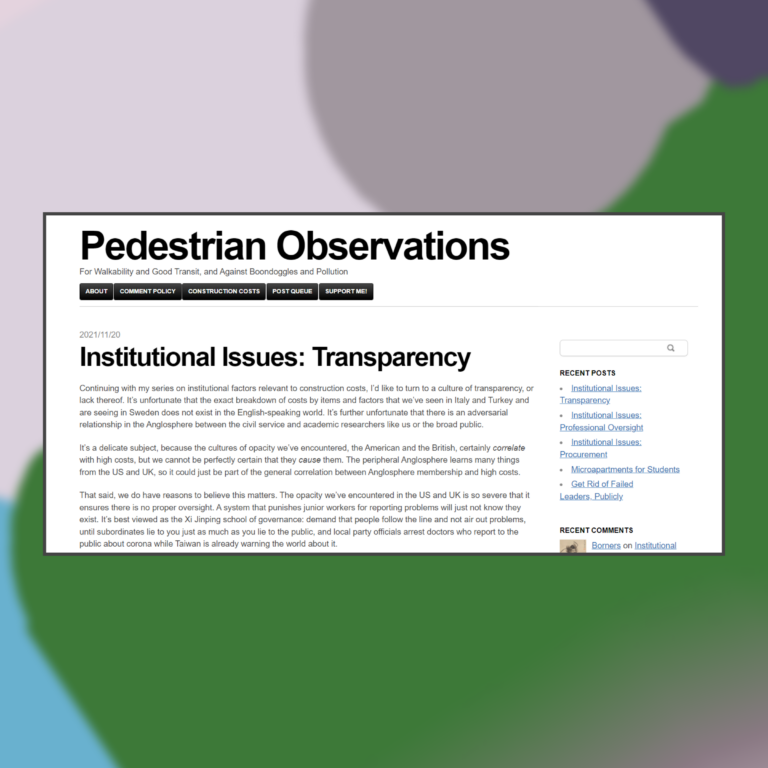 Pedestrian Observations
For Walkability and Good Transit, and Against Boondoggles and Pollution
ABOUT COMMENT POLICY CONSTRUCTION COSTS POST QUEUE SUPPORT ME!
2021/11/20
Institutional Issues: Transparency
Continuing with my series on institutional factors relevant to construction costs, I'd like to turn to a culture of transparency, or
lack thereof. It's unfortunate that the exact breakdown of costs by items and factors that we've seen in Italy and Turkey and
are seeing in Sweden does not exist in the English-speaking world. It's further unfortunate that there is an adversarial
relationship in the Anglosphere between the civil service and academic researchers like us or the broad public.
It's a delicate subject, because the cultures of opacity we've encountered, the American and the British, certainly correlate
with high costs, but we cannot be perfectly certain that they cause them. The peripheral Anglosphere learns many things
from the US and UK, so it could just be part of the general correlation between Anglosphere membership and high costs.
That said, we do have reasons to believe this matters. The opacity we've encountered in the US and UK is so severe that it
ensures there is no proper oversight. A system that punishes junior workers for reporting problems will just not know they
exist. It's best viewed as the Xi Jinping school of governance: demand that people follow the line and not air out problems,
until subordinates lie to you just as much as you lie to the public, and local party officials arrest doctors who report to the
public about corona while Taiwan is already warning the world about it.
RECENT POSTS
Institutional Issues:
Transparency
Institutional Issues:
Professional Oversight
Institutional Issues:
Procurement
Microapartments for Students
Get Rid of Failed
Leaders, Publicly
RECENT COMMENTS
Borners on Institutional